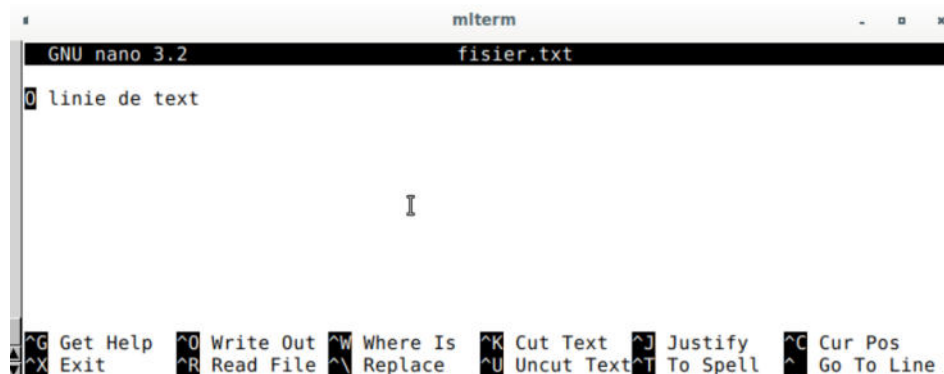 mlterm
GNU nano 3.2 fisier.txt
O linie de text
^G Get Help ^O Write Out ^W Where Is ^K Cut Text ^J Justify ^C Cur Pos
^X Exit ^R Read File ^\ Replace ^U Uncut Text ^T To Spell ^ Go To Line